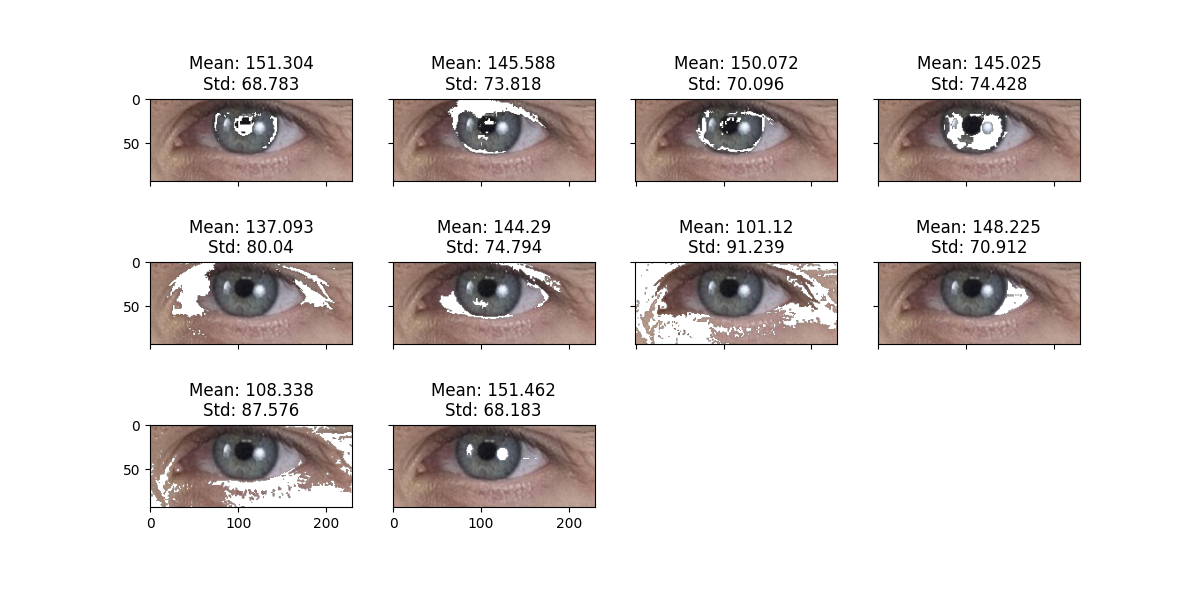 Mean: 151.304
Std: 68.783
Mean: 145.588
Std: 73.818
Mean: 150.072
Std: 70.096
Mean: 145.025
Std: 74.428
0
50
Mean: 137.093
Std: 80.04
Mean: 144.29
Std: 74.794
Mean: 101.12
Std: 91.239
Mean: 148.225
Std: 70.912
0
50
Mean: 108.338
Std: 87.576
Mean: 151.462
Std: 68.183
0
50
0
100
200
0
100
200